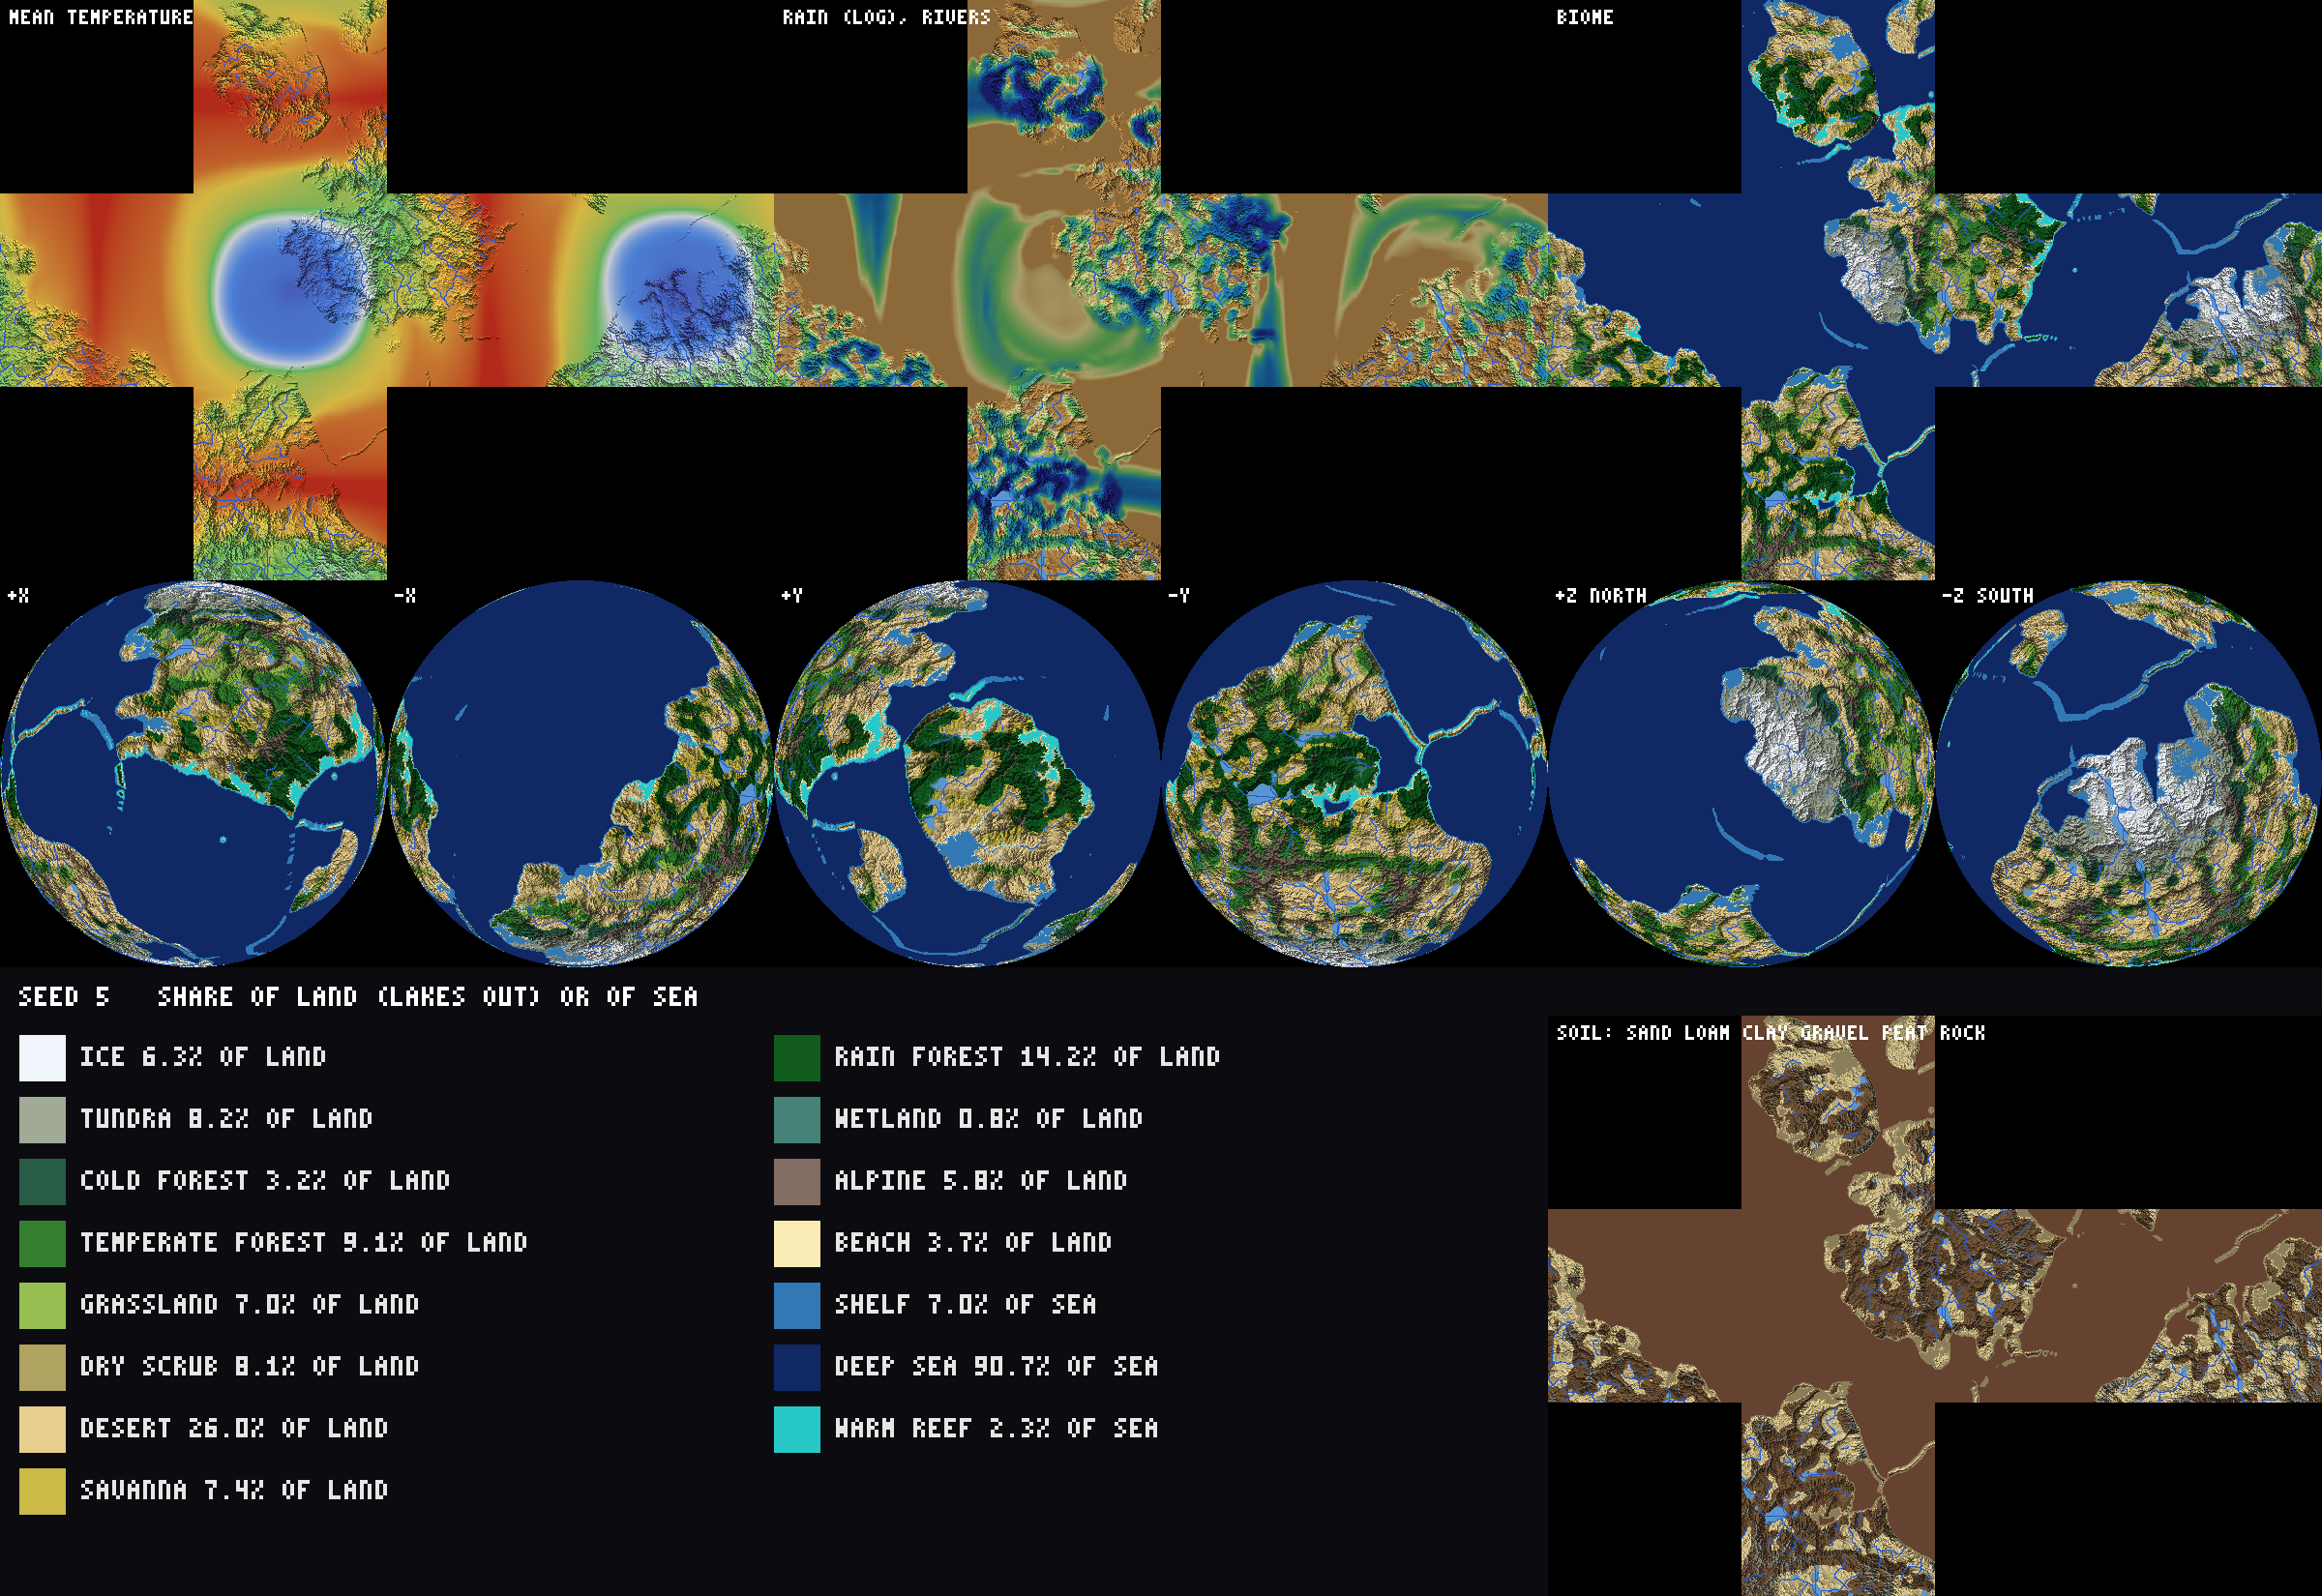 MEAN TEMPERATURE
RAIN (LOG), RIVERS
BIOME
+X
-X
+Y
-Y
+Z NORTH
-Z SOUTH
SEED 5 SHARE OF LAND (LAKES OUT) OR OF SEA
SOIL: SAND LOAM CLAY GRAVEL PEAT ROCK
ICE 6.3% OF LAND
TUNDRA 8.2% OF LAND
COLD FOREST 3.2% OF LAND
TEMPERATE FOREST 9.1% OF LAND
GRASSLAND 7.0% OF LAND
DRY SCRUB 8.1% OF LAND
DESERT 26.0% OF LAND
SAVANNA 7.4% OF LAND
RAIN FOREST 14.2% OF LAND
WETLAND 0.8% OF LAND
ALPINE 5.8% OF LAND
BEACH 3.7% OF LAND
SHELF 7.0% OF SEA
DEEP SEA 90.7% OF SEA
WARM REEF 2.3% OF SEA